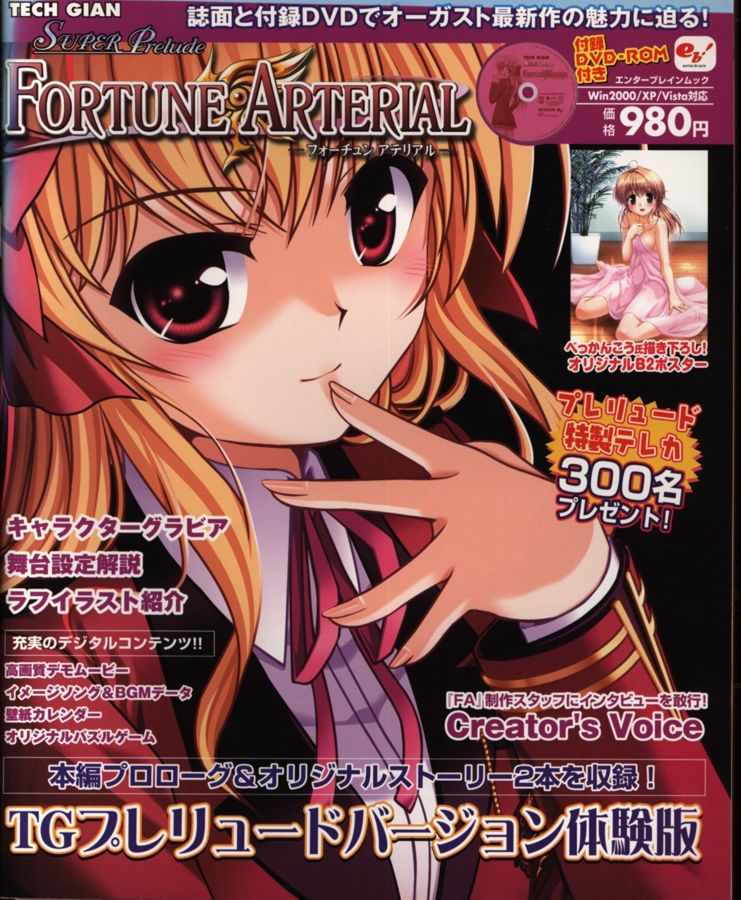 TECH GIAN
誌面と付録DVDでオーガスト最新作の魅力に迫る!
SUPER Prelude
FORTUNE ARTERIAL
―フォーチュン アテリアル―
付録
DVD-ROM
付き
eb!
enterbrain
エンターブレインムック
Win2000/XP/Vista対応
価格 980円
べっかんこう氏描き下ろし!
オリジナルB2ポスター
プレリュード
特製テレカ
300名
プレゼント!
キャラクターグラビア
舞台設定解説
ラフイラスト紹介
充実のデジタルコンテンツ!!
高画質デモムービー
イメージソング&BGMデータ
壁紙カレンダー
オリジナルパズルゲーム
『FA』制作スタッフにインタビューを敢行!
Creator's Voice
本編プロローグ&オリジナルストーリー2本を収録!
TGプレリュードバージョン体験版